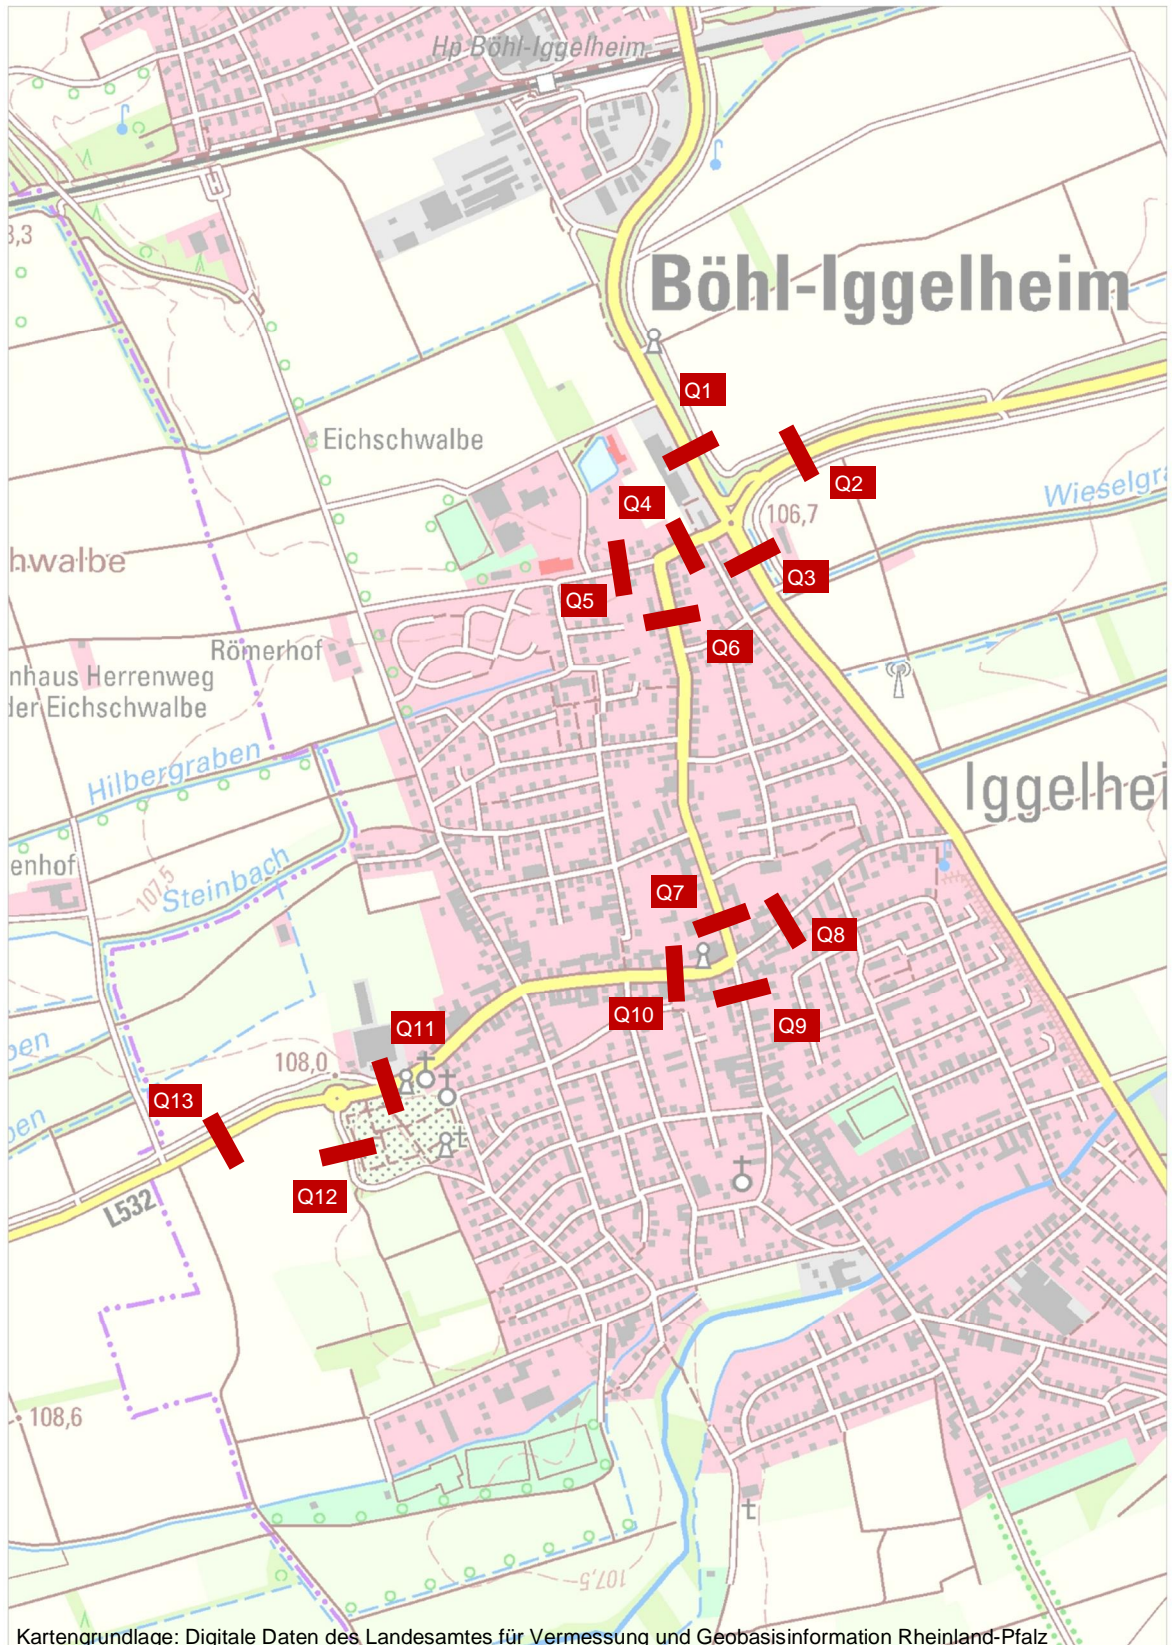 Hp Böhl-Iggelheim
3,3
Böhl-Iggelheim
Q1
Eichschwalbe
Q2
Wieselgra
Q4
106,7
hwalbe
Q3
Q5
Römerhof
Q6
nhaus Herrenweg
der Eichschwalbe
Hilbergraben
Iggelhei
enhof
107,5
Steinbach
Q7
Q8
Q10
Q9
Q11
ben
108,0
Q13
ben
Q12
L532
108,6
107,5
Kartengrundlage: Digitale Daten des Landesamtes für Vermessung und Geobasisinformation Rheinland-Pfalz